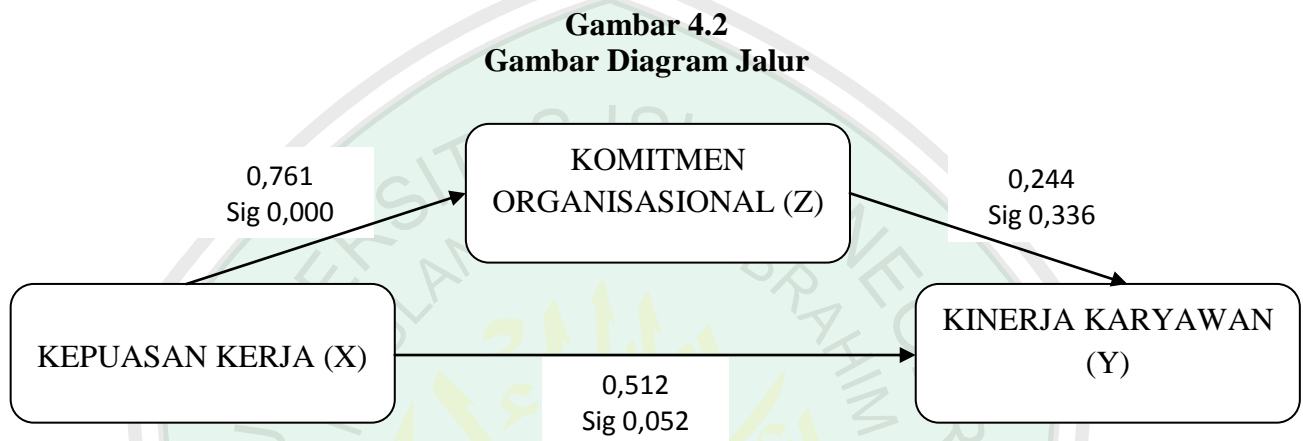 Gambar 4.2
Gambar Diagram Jalur
KOMITMEN
ORGANISASIONAL (Z)
0,761
Sig 0,000
0,244
Sig 0,336
KEPUASAN KERJA (X)
KINERJA KARYAWAN
(Y)
0,512
Sig 0,052